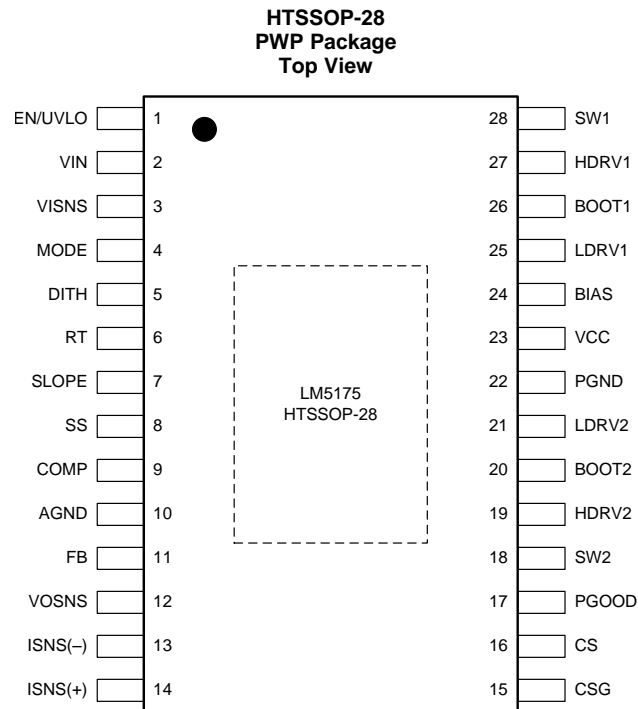 HTSSOP-28
PWP Package
Top View
EN/UVLO 1 28 SW1
VIN 2 27 HDRV1
VISNS 3 26 BOOT1
MODE 4 25 LDRV1
DITH 5 24 BIAS
RT 6 23 VCC
SLOPE 7 22 PGND
LM5175
HTSSOP-28
SS 8 21 LDRV2
COMP 9 20 BOOT2
AGND 10 19 HDRV2
FB 11 18 SW2
VOSNS 12 17 PGOOD
ISNS(–) 13 16 CS
ISNS(+) 14 15 CSG